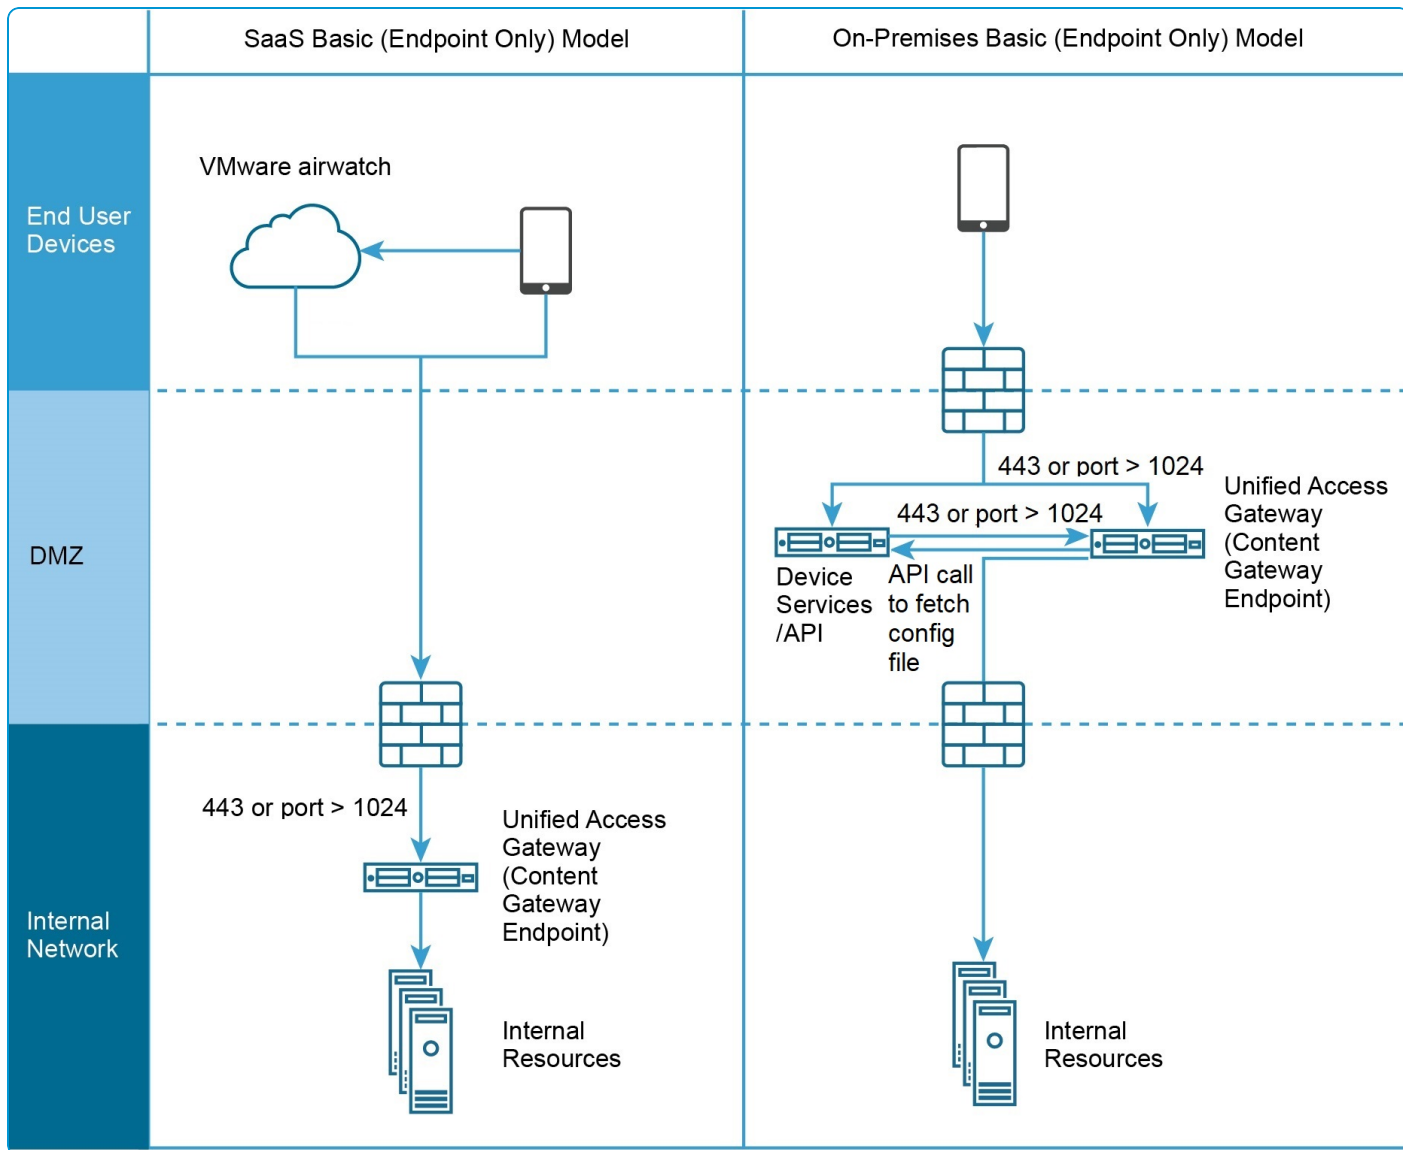 SaaS Basic (Endpoint Only) Model
On-Premises Basic (Endpoint Only) Model
End User
Devices
VMware airwatch
DMZ
443 or port > 1024
443 or port > 1024
Unified Access
Gateway
(Content
Gateway
Endpoint)
Device
Services
/API
API call
to fetch
config
file
Internal
Network
443 or port > 1024
Unified Access
Gateway
(Content
Gateway
Endpoint)
Internal
Resources
Internal
Resources